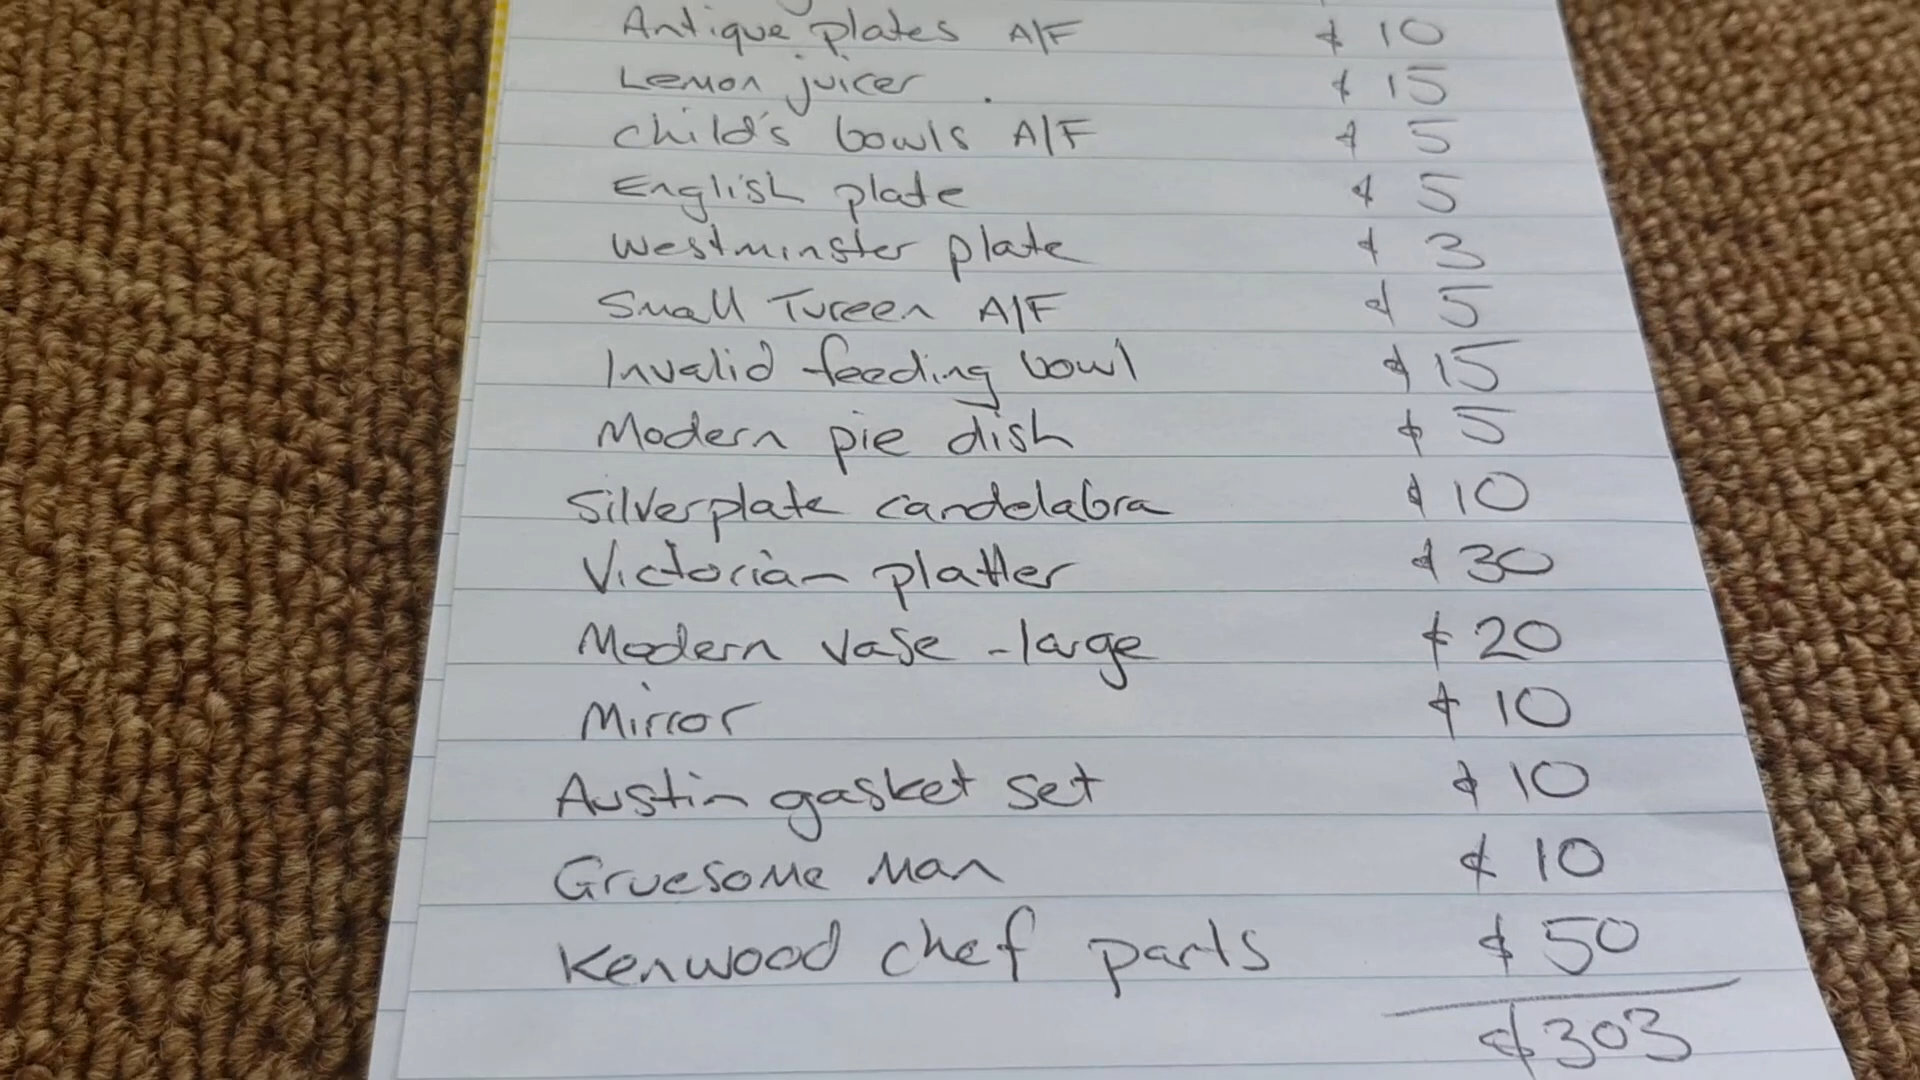 Antique plates A/F $ 10
Lemon juicer $ 15
Child's bowls A/F $ 5
English plate $ 5
Westminster plate $ 3
Small Tureen A/F $ 5
Invalid feeding bowl $ 15
Modern pie dish $ 5
Silverplate candelabra $ 10
Victorian platter $ 30
Modern vase - large $ 20
Mirror $ 10
Austin gasket set $ 10
Gruesome Man $ 10
Kenwood chef parts $ 50
$303